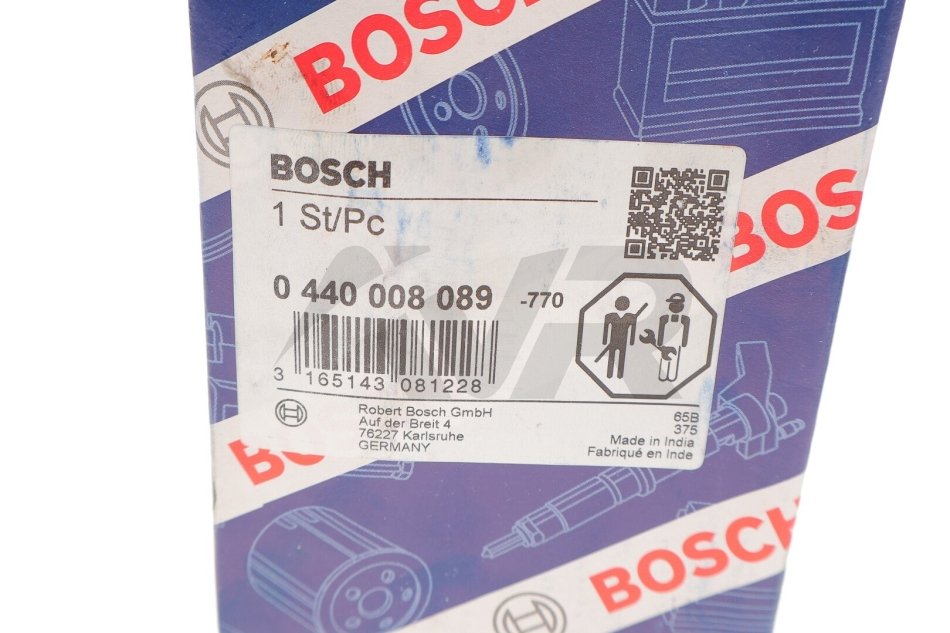 BOSCH
BOSCH
1 St/Pc
BOS
0 440 008 089 -770
3 165143 081228
Robert Bosch GmbH
Auf der Breit 4
76227 Karlsruhe
GERMANY
65B
375
Made in India
Fabriqué en Inde
BO
BOSCH